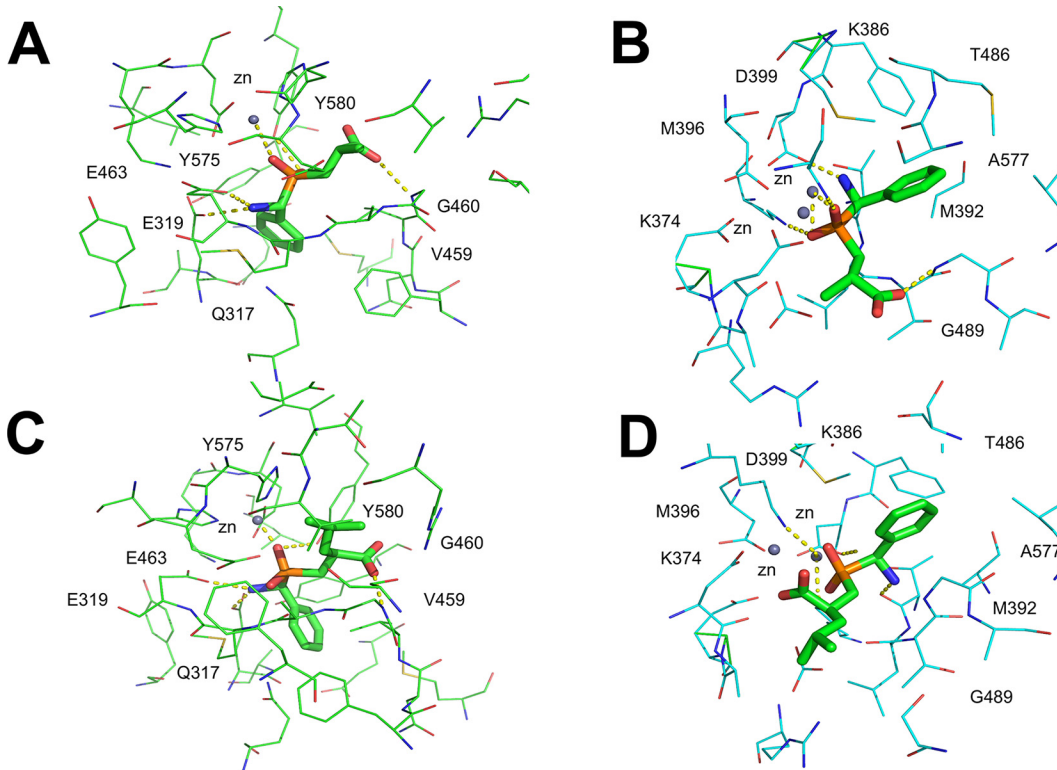 A
zn
Y580
E463
Y575
E319
G460
V459
Q317
B
K386
T486
D399
M396
A577
zn
M392
K374
zn
G489
C
Y575
zn
Y580
G460
E463
E319
V459
Q317
D
K386
T486
D399
M396
zn
K374
zn
A577
M392
G489